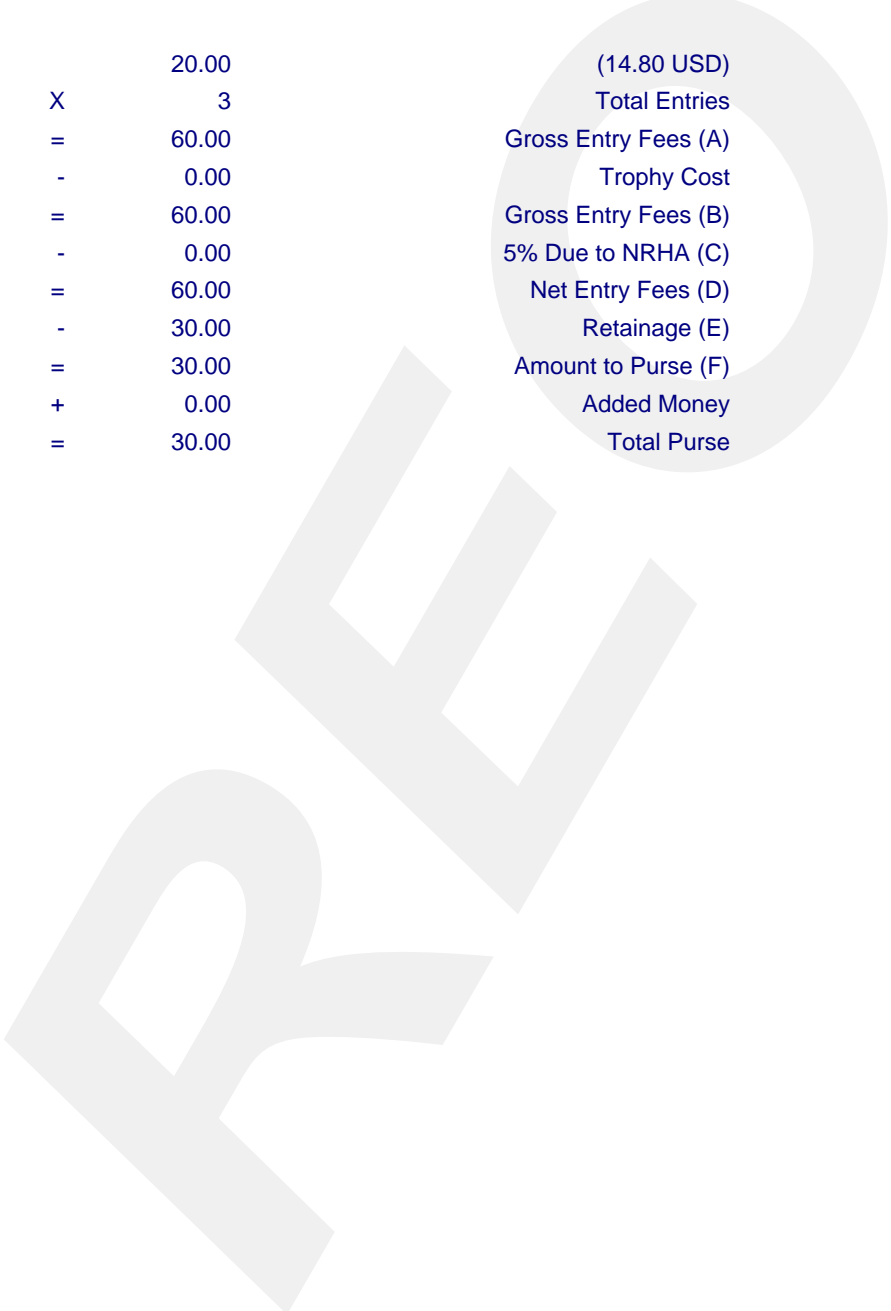 20.00 (14.80 USD)
X 3 Total Entries
= 60.00 Gross Entry Fees (A)
- 0.00 Trophy Cost
= 60.00 Gross Entry Fees (B)
- 0.00 5% Due to NRHA (C)
= 60.00 Net Entry Fees (D)
- 30.00 Retainage (E)
= 30.00 Amount to Purse (F)
+ 0.00 Added Money
= 30.00 Total Purse
REO